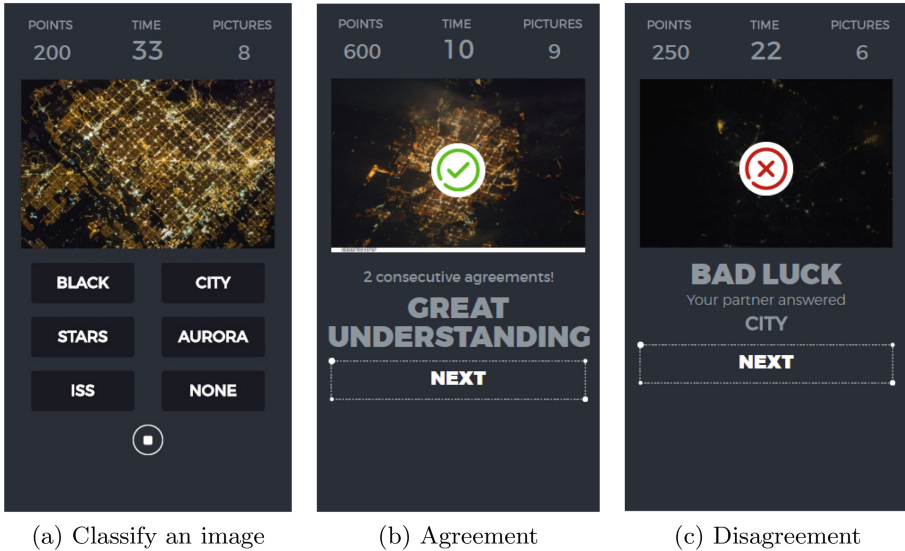 POINTS TIME PICTURES
200 33 8
BLACK CITY
STARS AURORA
ISS NONE
(a) Classify an image
POINTS TIME PICTURES
600 10 9
2 consecutive agreements!
GREAT
UNDERSTANDING
NEXT
(b) Agreement
POINTS TIME PICTURES
250 22 6
BAD LUCK
Your partner answered
CITY
NEXT
(c) Disagreement